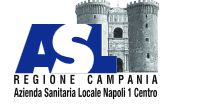 ASL
REGIONE CAMPANIA
Azienda Sanitaria Locale Napoli 1 Centro